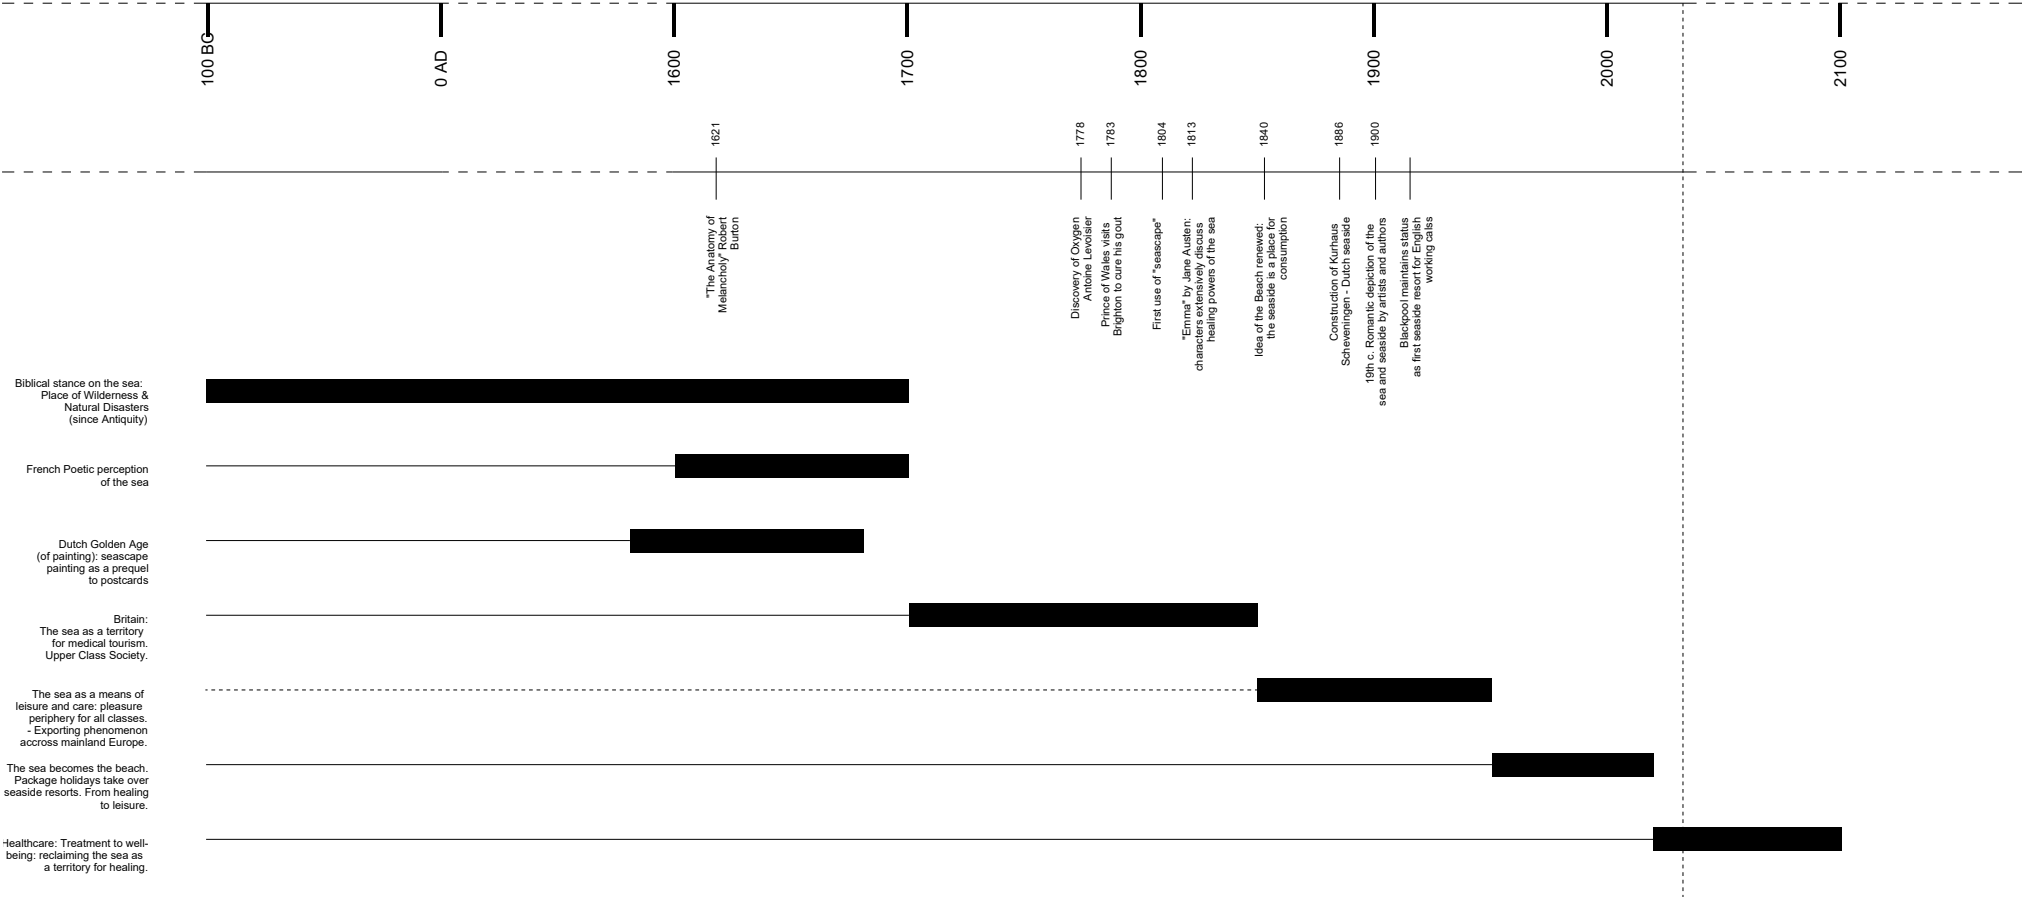 100 BC
0 AD
1600
1700
1800
1900
2000
2100
1621
1778
1783
1804
1813
1840
1886
1900
"The Anatomy of
Melancholy" Robert
Burton
Discovery of Oxygen
Antoine Levoisier
Prince of Wales visits
Brighton to cure his gout
First use of "seascape"
"Emma" by Jane Austen:
characters extensively discuss
healing powers of the sea
Idea of the Beach renewed:
the seaside is a place for
consumption
Construction of Kurhaus
Scheveningen - Dutch seaside
19th c. Romantic depiction of the
sea and seaside by artists and authors
Blackpool maintains status
as first seaside resort for English
working calss
Biblical stance on the sea:
Place of Wilderness &
Natural Disasters
(since Antiquity)
French Poetic perception
of the sea
Dutch Golden Age
(of painting): seascape
painting as a prequel
to postcards
Britain:
The sea as a territory
for medical tourism.
Upper Class Society.
The sea as a means of
leisure and care: pleasure
periphery for all classes.
- Exporting phenomenon
accross mainland Europe.
The sea becomes the beach.
Package holidays take over
seaside resorts. From healing
to leisure.
Healthcare: Treatment to well-
being: reclaiming the sea as
a territory for healing.